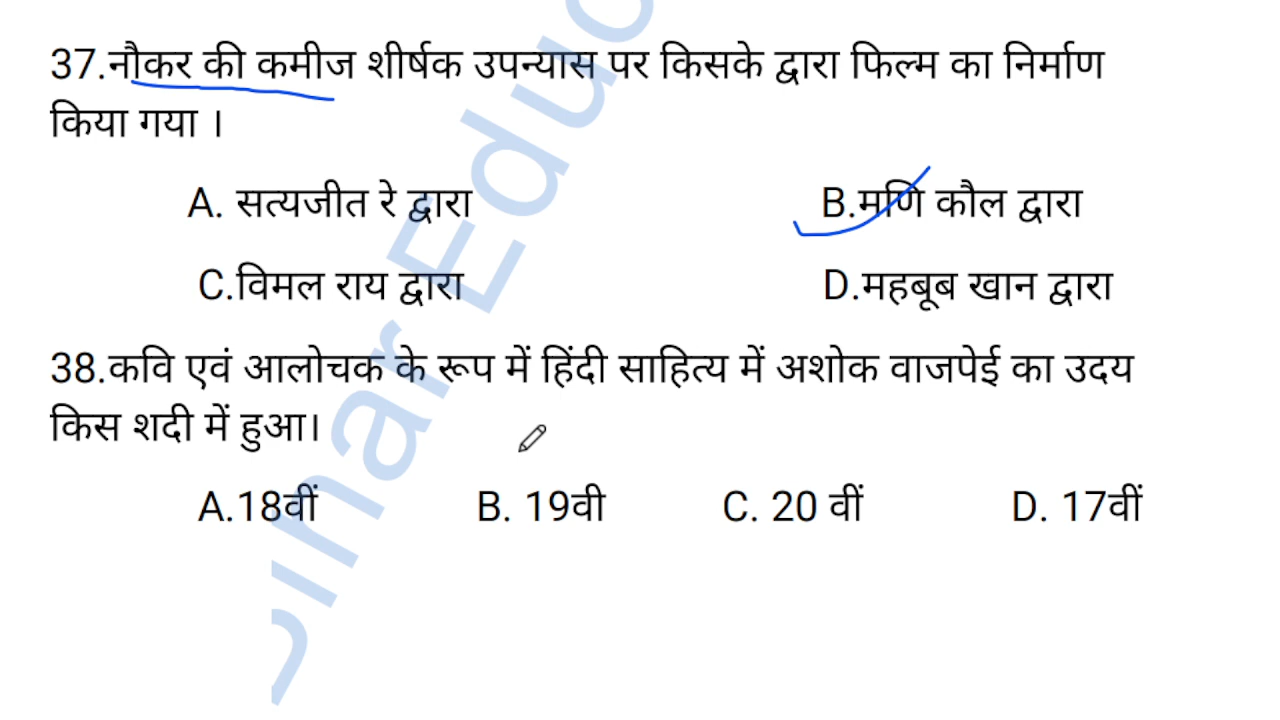 37.नौकर की कमीज शीर्षक उपन्यास पर किसके द्वारा फिल्म का निर्माण
किया गया ।
A. सत्यजीत रे द्वारा B.मणि कौल द्वारा
C.विमल राय द्वारा D.महबूब खान द्वारा
38.कवि एवं आलोचक के रूप में हिंदी साहित्य में अशोक वाजपेई का उदय
किस शदी में हुआ।
A.18वीं B. 19वी C. 20 वीं D. 17वीं